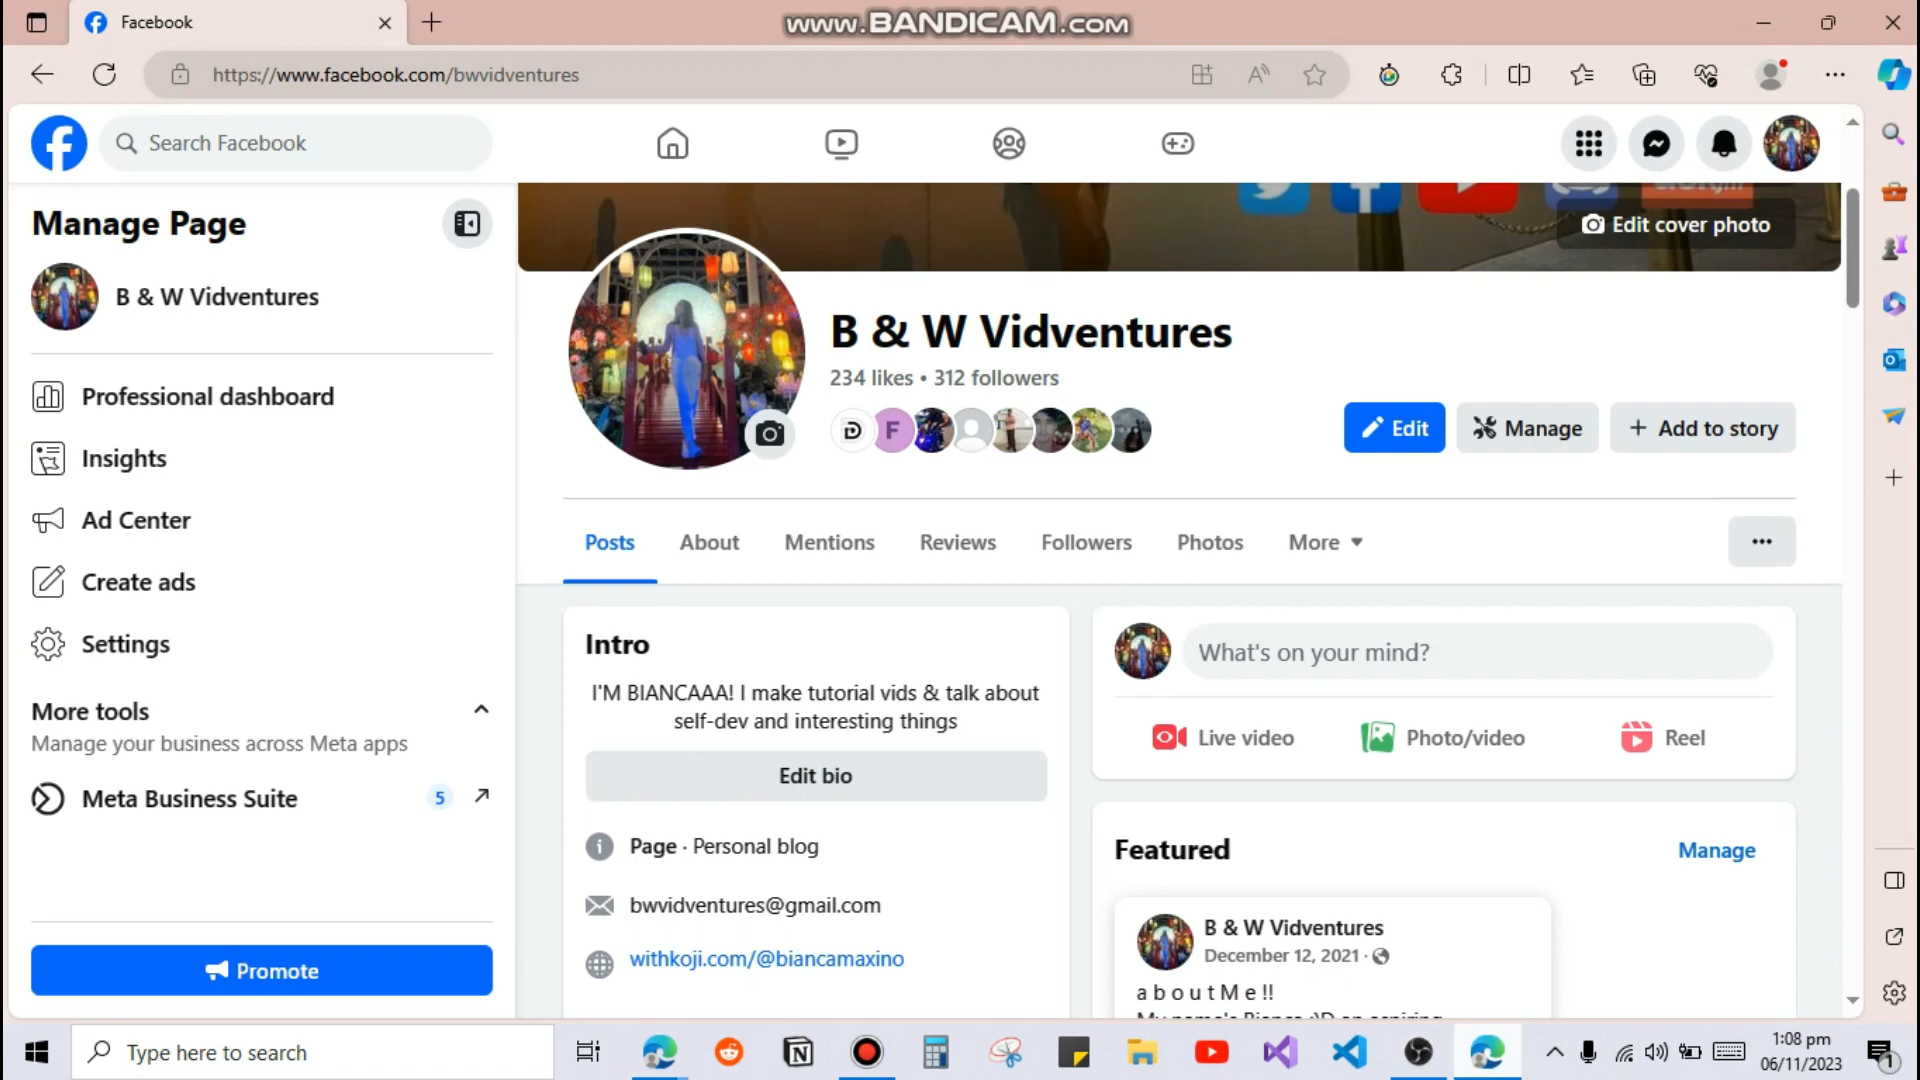 Facebook
www.BANDICAM.com
https://www.facebook.com/bwvidventures
Search Facebook
Manage Page
B & W Vidventures
Professional dashboard
Insights
Ad Center
Create ads
Settings
More tools
Manage your business across Meta apps
Meta Business Suite
5
Promote
Edit cover photo
B & W Vidventures
234 likes • 312 followers
D
F
Edit
Manage
+ Add to story
Posts
About
Mentions
Reviews
Followers
Photos
More
Intro
I'M BIANCAAA! I make tutorial vids & talk about
self-dev and interesting things
Edit bio
Page · Personal blog
bwvidventures@gmail.com
withkoji.com/@biancamaxino
What's on your mind?
Live video
Photo/video
Reel
Featured
Manage
B & W Vidventures
December 12, 2021 ·
a b o u t M e !!
Type here to search
1:08 pm
06/11/2023
1